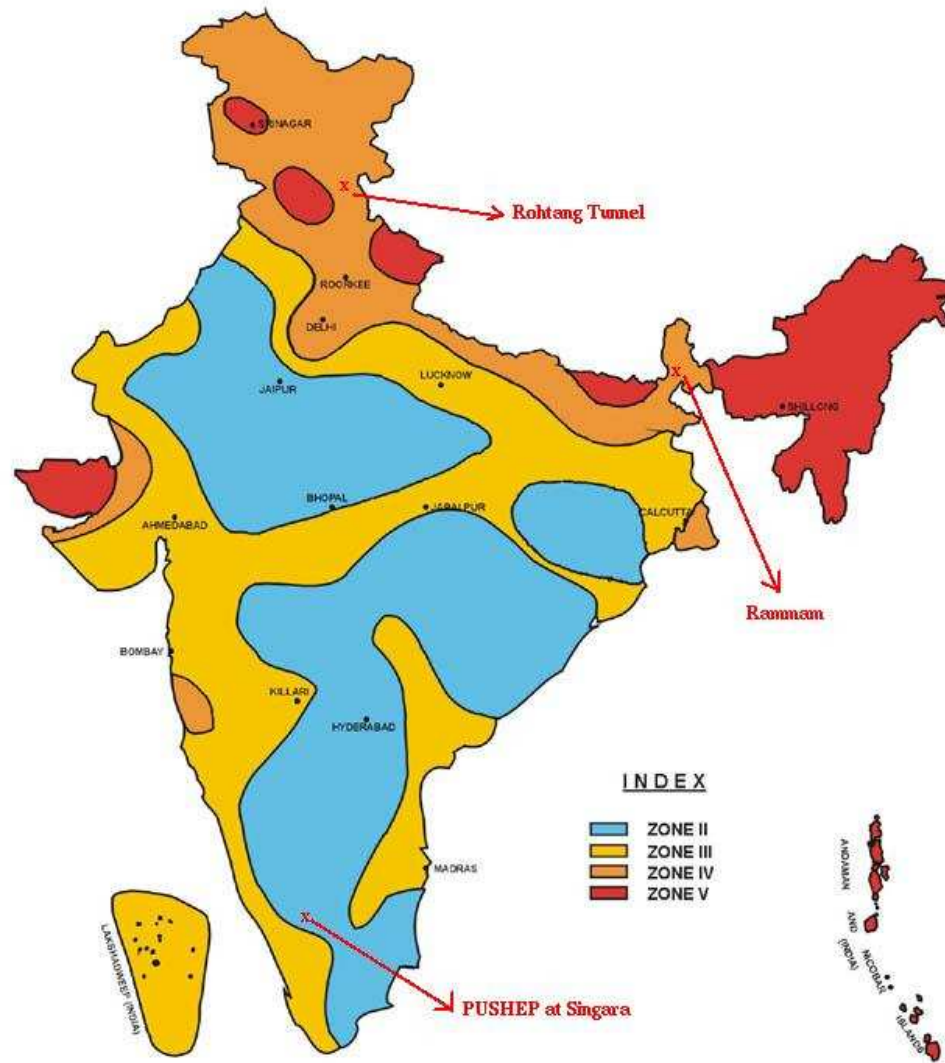 SRINAGAR
x
Rohtang Tunnel
ROORKEE
DELHI
LUCKNOW
x
JAIPUR
SHILLONG
BHOPAL
JABALPUR
CALCUTTA
AHMEDABAD
Rammam
BOMBAY
KILLARI
HYDERABAD
INDEX
ZONE II
ZONE III
ZONE IV
ZONE V
MADRAS
x
PUSHEP at Singara
LAKSHADWEEP (INDIA)
ANDAMAN
AND (INDIA)
NICOBAR
ISLANDS